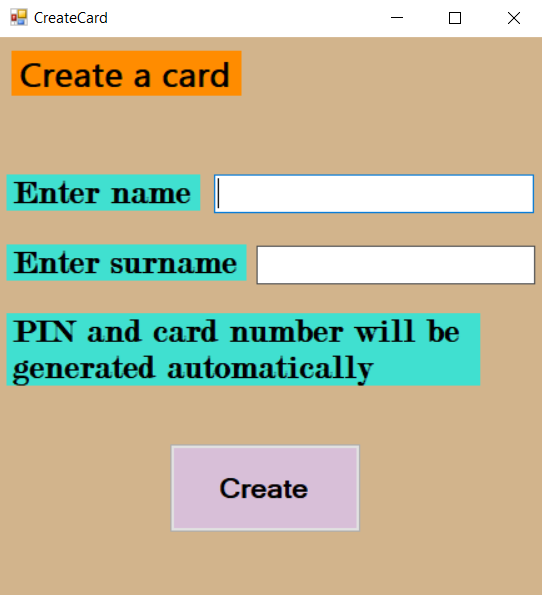 CreateCard
Create a card
Enter name
Enter surname
PIN and card number will be
generated automatically
Create